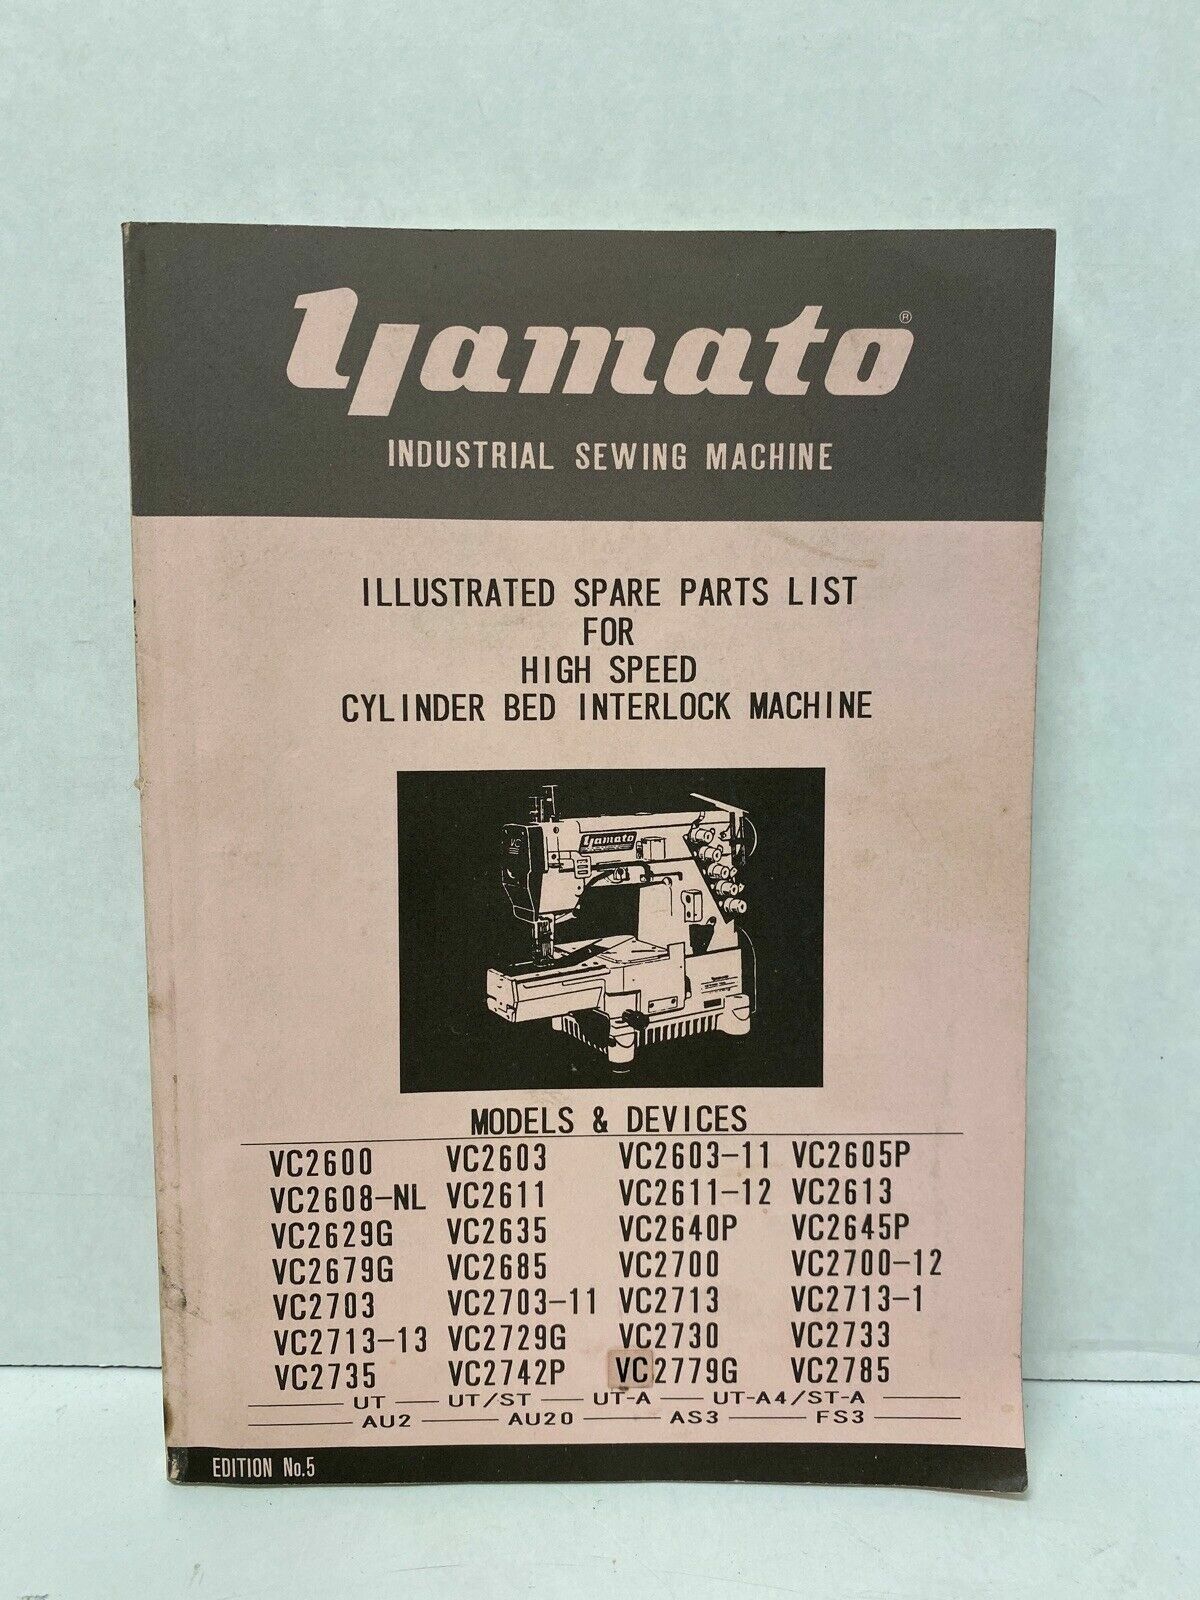 yamato ®
INDUSTRIAL SEWING MACHINE
ILLUSTRATED SPARE PARTS LIST
FOR
HIGH SPEED
CYLINDER BED INTERLOCK MACHINE
VC
yamato
MODELS & DEVICES
VC2600 VC2603 VC2603-11 VC2605P
VC2608-NL VC2611 VC2611-12 VC2613
VC2629G VC2635 VC2640P VC2645P
VC2679G VC2685 VC2700 VC2700-12
VC2703 VC2703-11 VC2713 VC2713-1
VC2713-13 VC2729G VC2730 VC2733
VC2735 VC2742P VC2779G VC2785
UT UT/ST UT-A UT-A4/ST-A
AU2 AU20 AS3 FS3
EDITION No.5